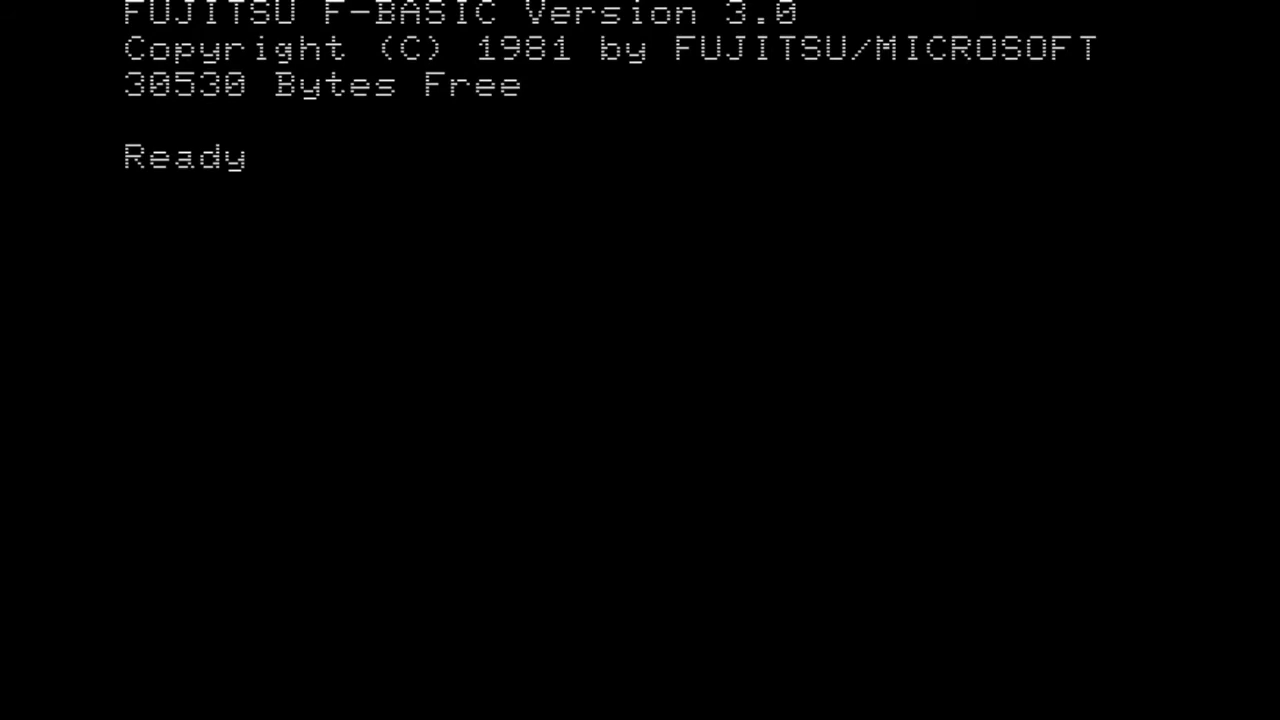 FUJITSU F-BASIC Version 3.0
Copyright (C) 1981 by FUJITSU/MICROSOFT
30530 Bytes Free
Ready